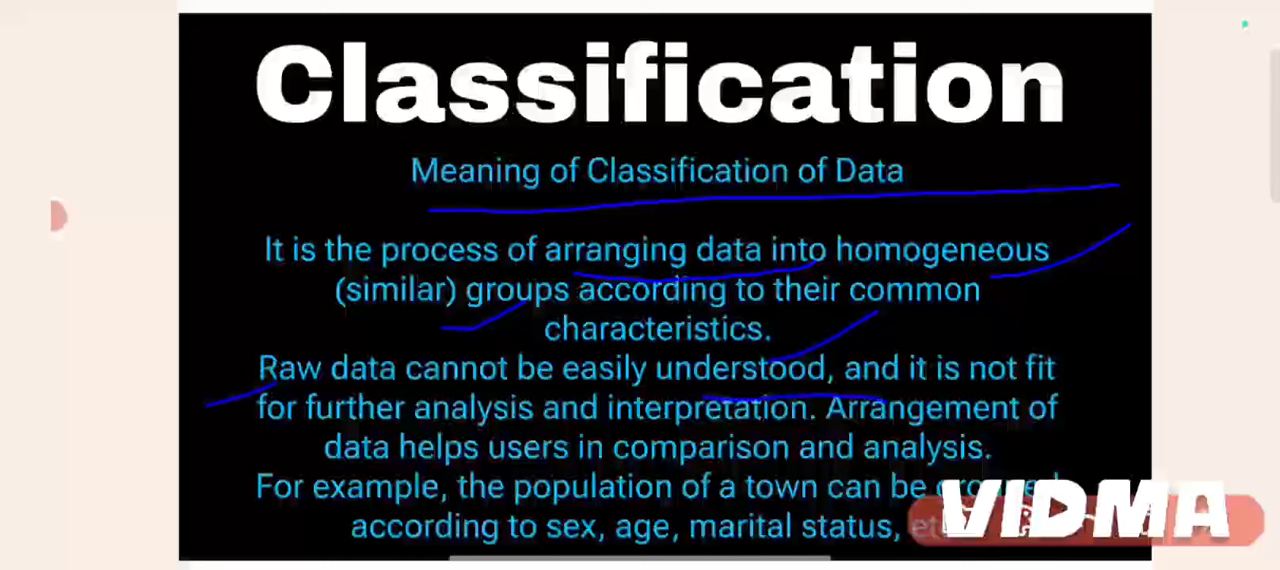 Classification
Meaning of Classification of Data
It is the process of arranging data into homogeneous
(similar) groups according to their common
characteristics.
Raw data cannot be easily understood, and it is not fit
for further analysis and interpretation. Arrangement of
data helps users in comparison and analysis.
For example, the population of a town can be
according to sex, age, marital status,
VIDMA